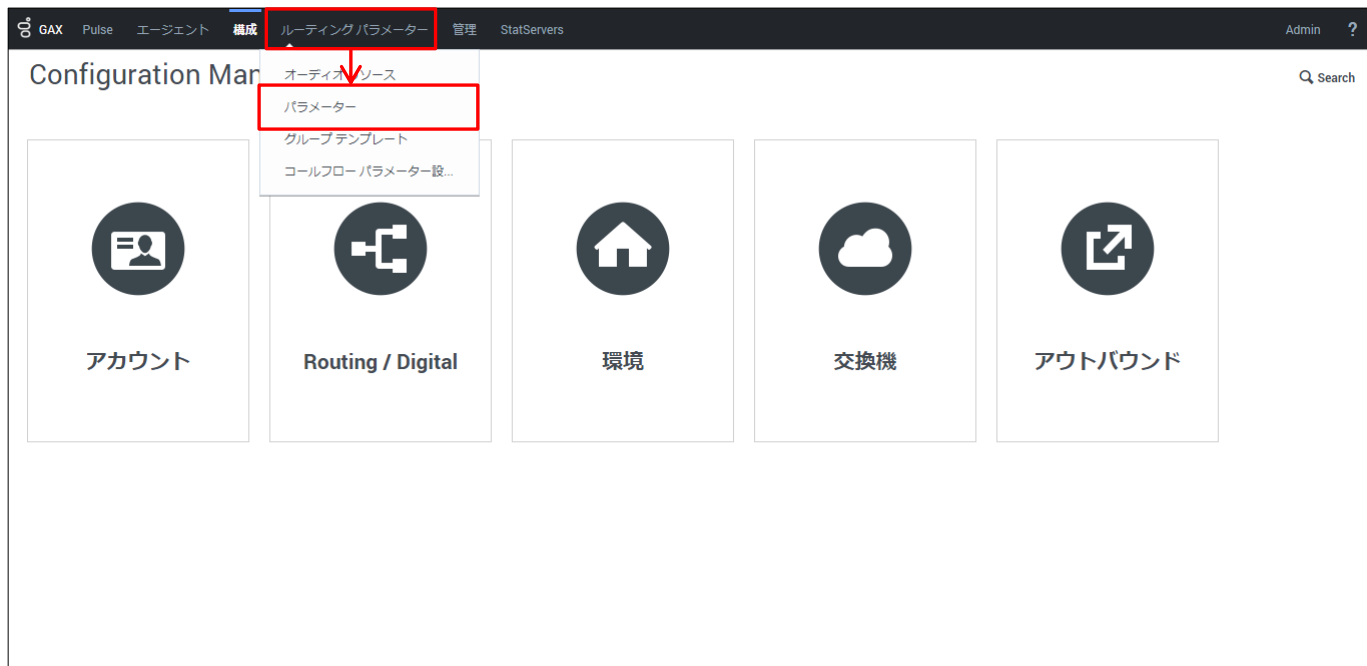 GAX Pulse エージェント 構成 ルーティング パラメーター 管理 StatServers Admin ?
Configuration Man
Search
オーディオ ソース
パラメーター
グループ テンプレート
コールフロー パラメーター設...
アカウント
Routing / Digital
環境
交換機
アウトバウンド